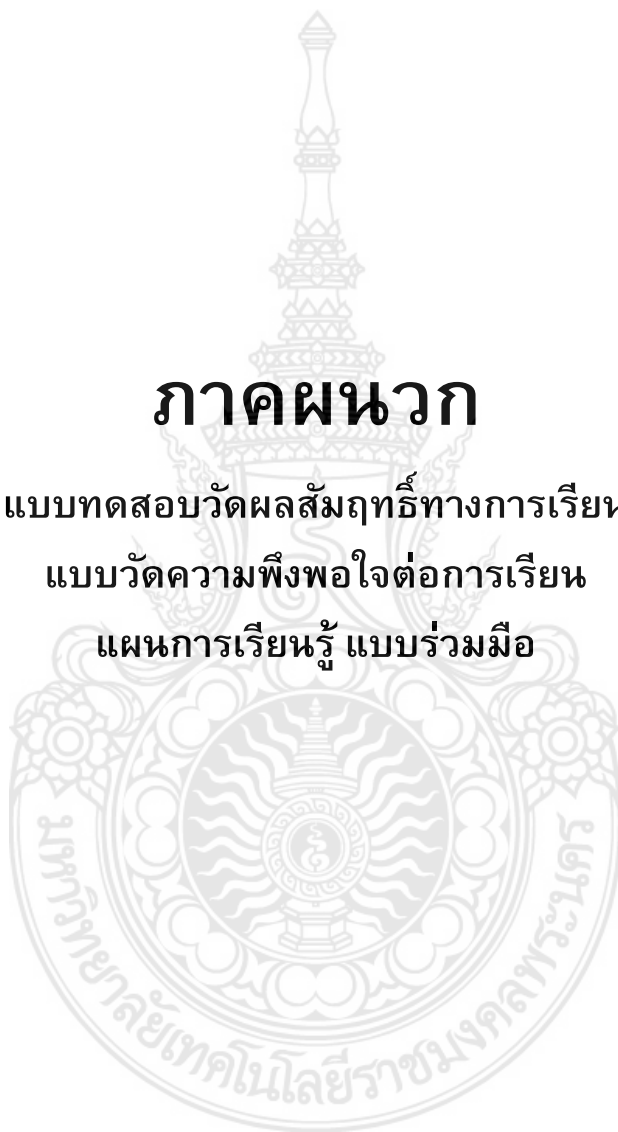 ภาคผนวก
แบบทดสอบวัดผลสัมฤทธิ์ทางการเรียน
แบบวัดความพึงพอใจต่อการเรียน
แผนการเรียนรู้ แบบร่วมมือ
มหาวิทยาลัยเทคโนโลยีราชมงคลพระนคร